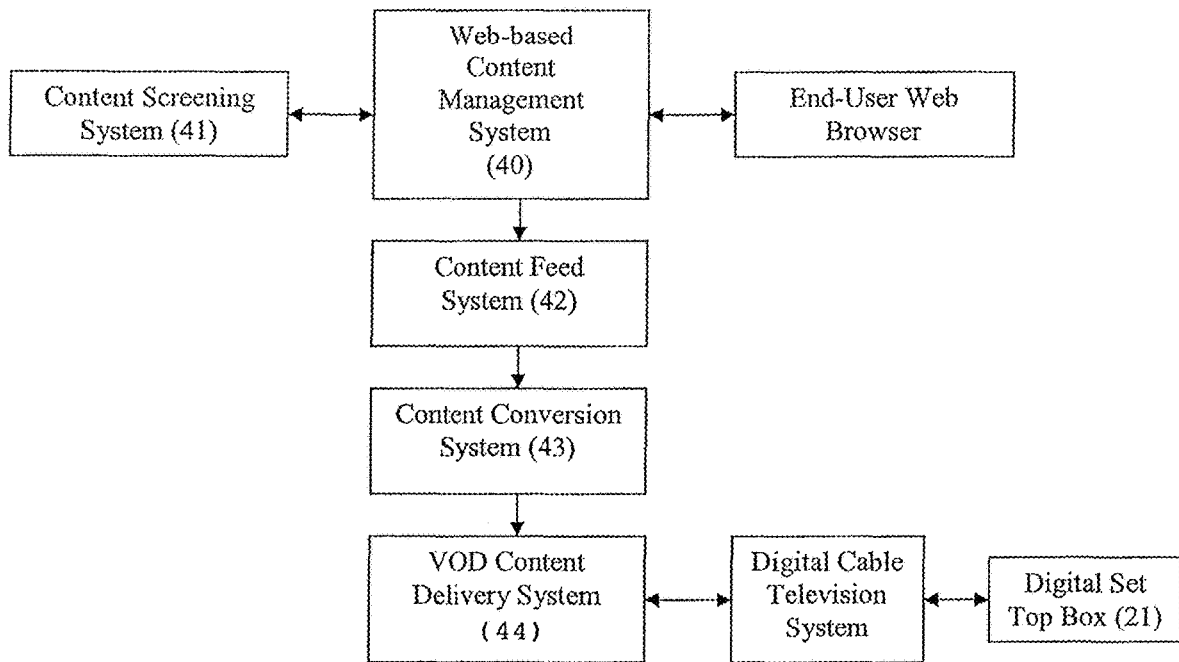 Content Screening
System (41)
Web-based
Content
Management
System
(40)
End-User Web
Browser
Content Feed
System (42)
Content Conversion
System (43)
VOD Content
Delivery System
(44)
Digital Cable
Television
System
Digital Set
Top Box (21)